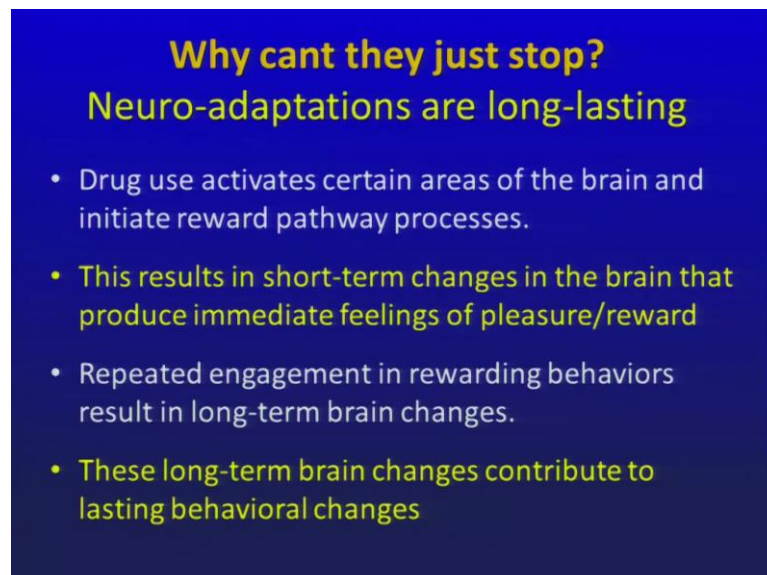 Why cant they just stop?
Neuro-adaptations are long-lasting
• Drug use activates certain areas of the brain and
initiate reward pathway processes.
• This results in short-term changes in the brain that
produce immediate feelings of pleasure/reward
• Repeated engagement in rewarding behaviors
result in long-term brain changes.
• These long-term brain changes contribute to
lasting behavioral changes